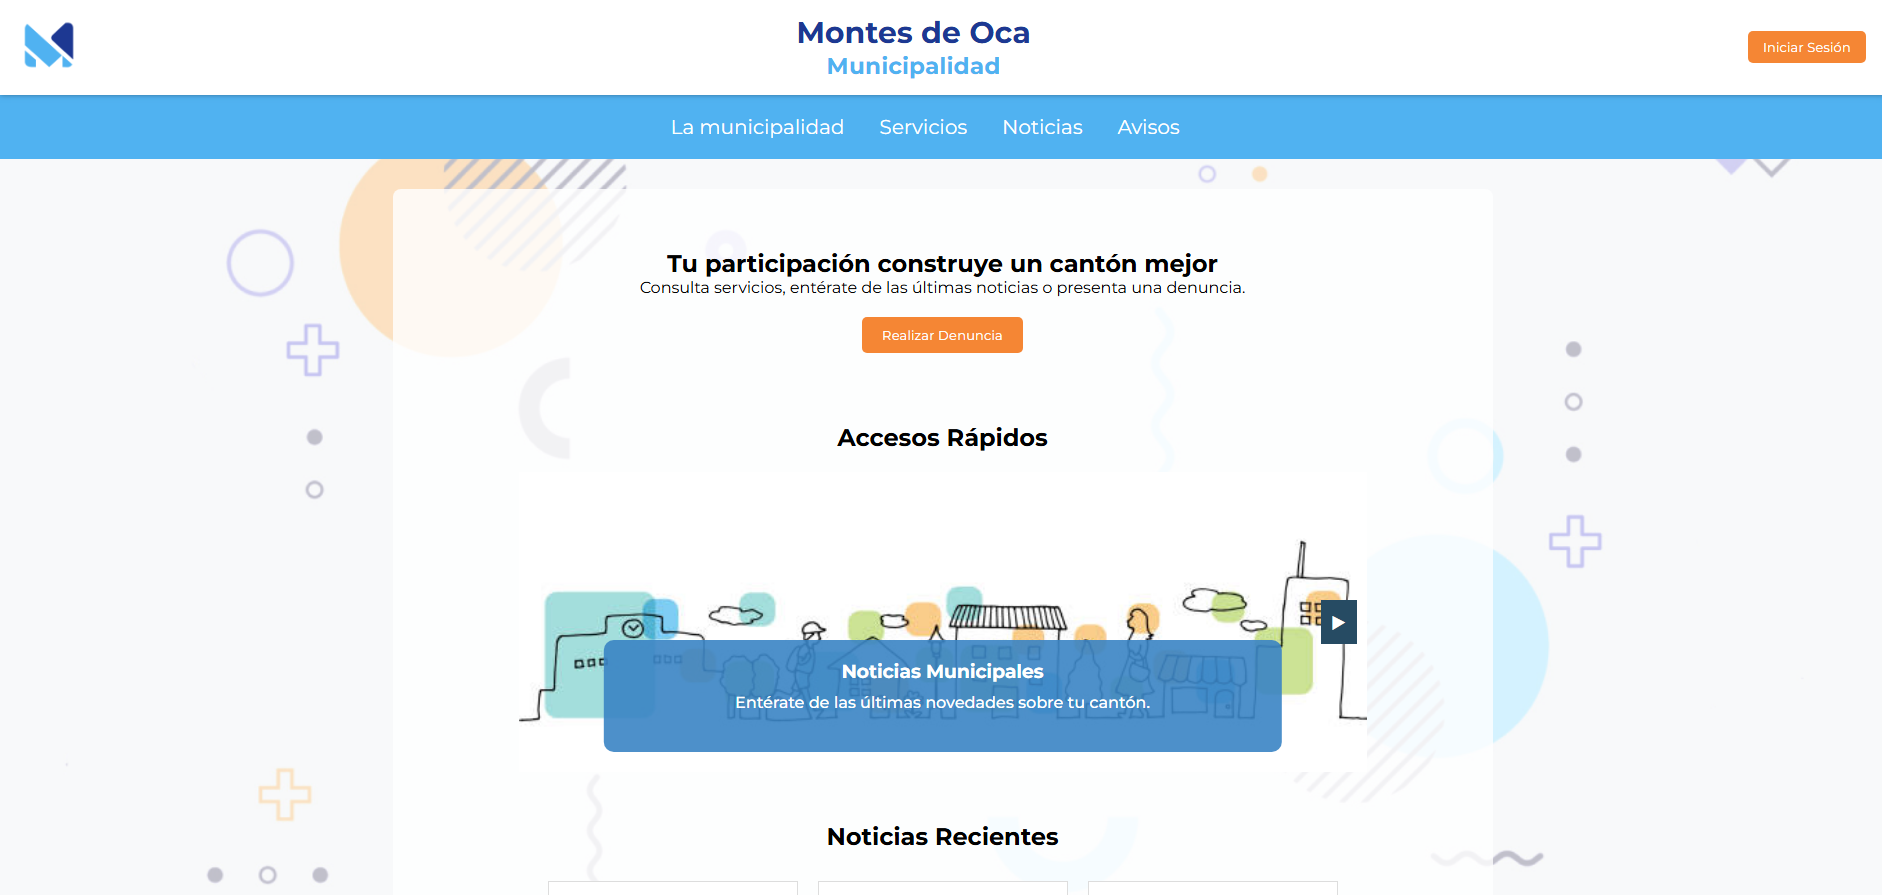 Montes de Oca
Municipalidad
Iniciar Sesión
La municipalidad Servicios Noticias Avisos
Tu participación construye un cantón mejor
Consulta servicios, entérate de las últimas noticias o presenta una denuncia.
Realizar Denuncia
Accesos Rápidos
Noticias Municipales
Entérate de las últimas novedades sobre tu cantón.
Noticias Recientes